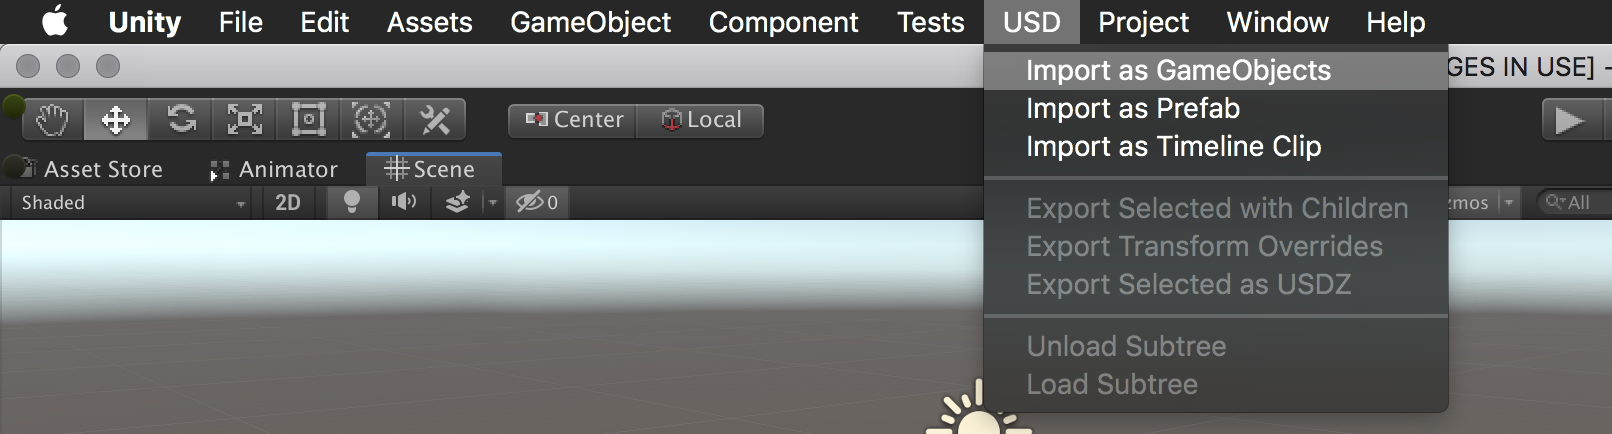 Unity File Edit Assets GameObject Component Tests USD Project Window Help
Import as GameObjects
GES IN USE] -
Import as Prefab
Center Local
Import as Timeline Clip
Asset Store Animator Scene
Shaded 2D 0
Export Selected with Children
zmos All
Export Transform Overrides
Export Selected as USDZ
Unload Subtree
Load Subtree